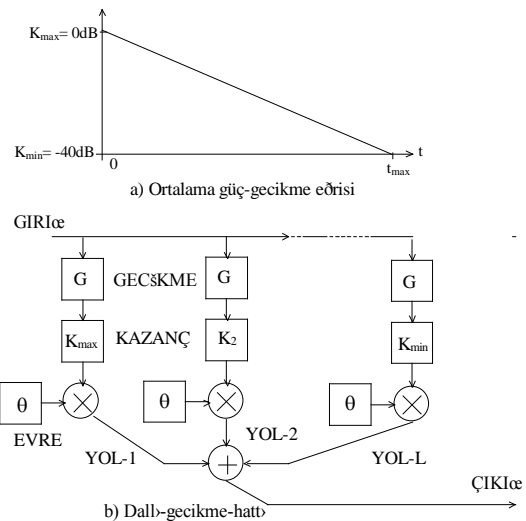 Kmax= 0dB
Kmin= -40dB
0
tmax
t
a) Ortalama güç-gecikme eðrisi
GIRIœ
G GECšKME G G
Kmax KAZANÇ K2 Kmin
θ θ θ
EVRE
YOL-1 YOL-2 YOL-L
ÇIKIœ
b) Dall›-gecikme-hatt›